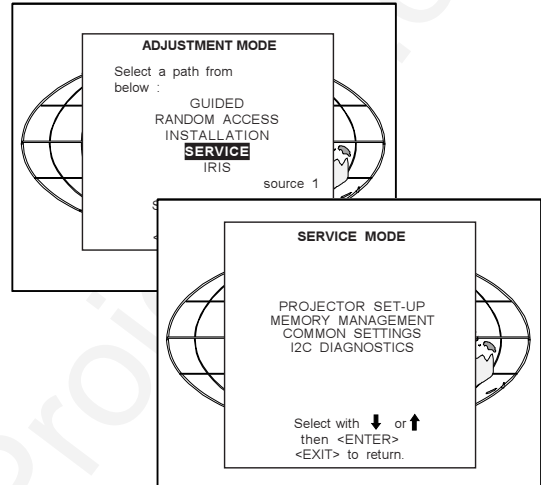 ADJUSTMENT MODE
Select a path from
below :
GUIDED
RANDOM ACCESS
INSTALLATION
SERVICE
IRIS
source 1
SERVICE MODE
PROJECTOR SET-UP
MEMORY MANAGEMENT
COMMON SETTINGS
I2C DIAGNOSTICS
Select with ⬇ or ⬆
then <ENTER>
<EXIT> to return.